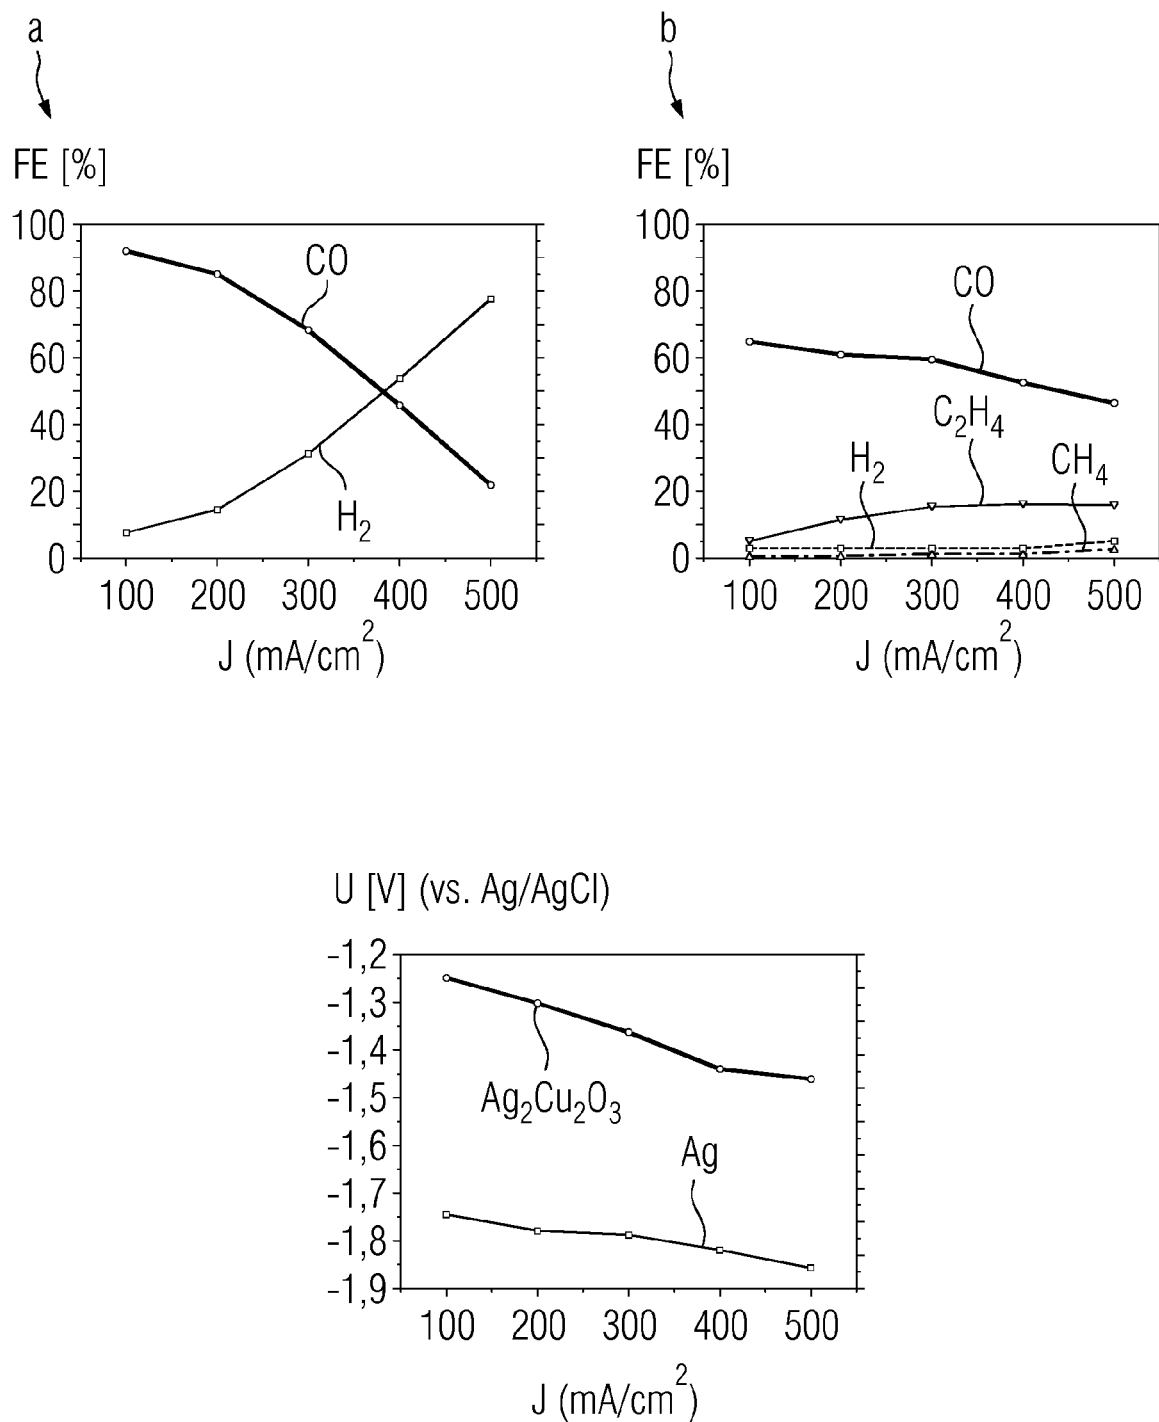 a
FE [%]
100
80
60
40
20
0
CO
H₂
100 200 300 400 500
J (mA/cm²)
b
FE [%]
100
80
60
40
20
0
CO
C₂H₄
H₂
CH₄
100 200 300 400 500
J (mA/cm²)
U [V] (vs. Ag/AgCl)
-1,2
-1,3
-1,4
-1,5
-1,6
-1,7
-1,8
-1,9
Ag₂Cu₂O₃
Ag
100 200 300 400 500
J (mA/cm²)